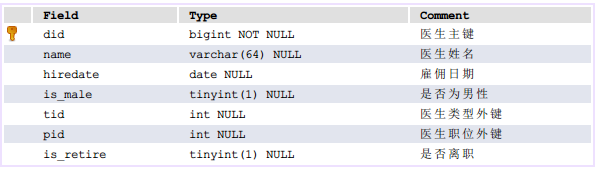 Field Type Comment
did bigint NOT NULL 医生主键
name varchar(64) NULL 医生姓名
hiredate date NULL 雇佣日期
is_male tinyint(1) NULL 是否为男性
tid int NULL 医生类型外键
pid int NULL 医生职位外键
is_retire tinyint(1) NULL 是否离职